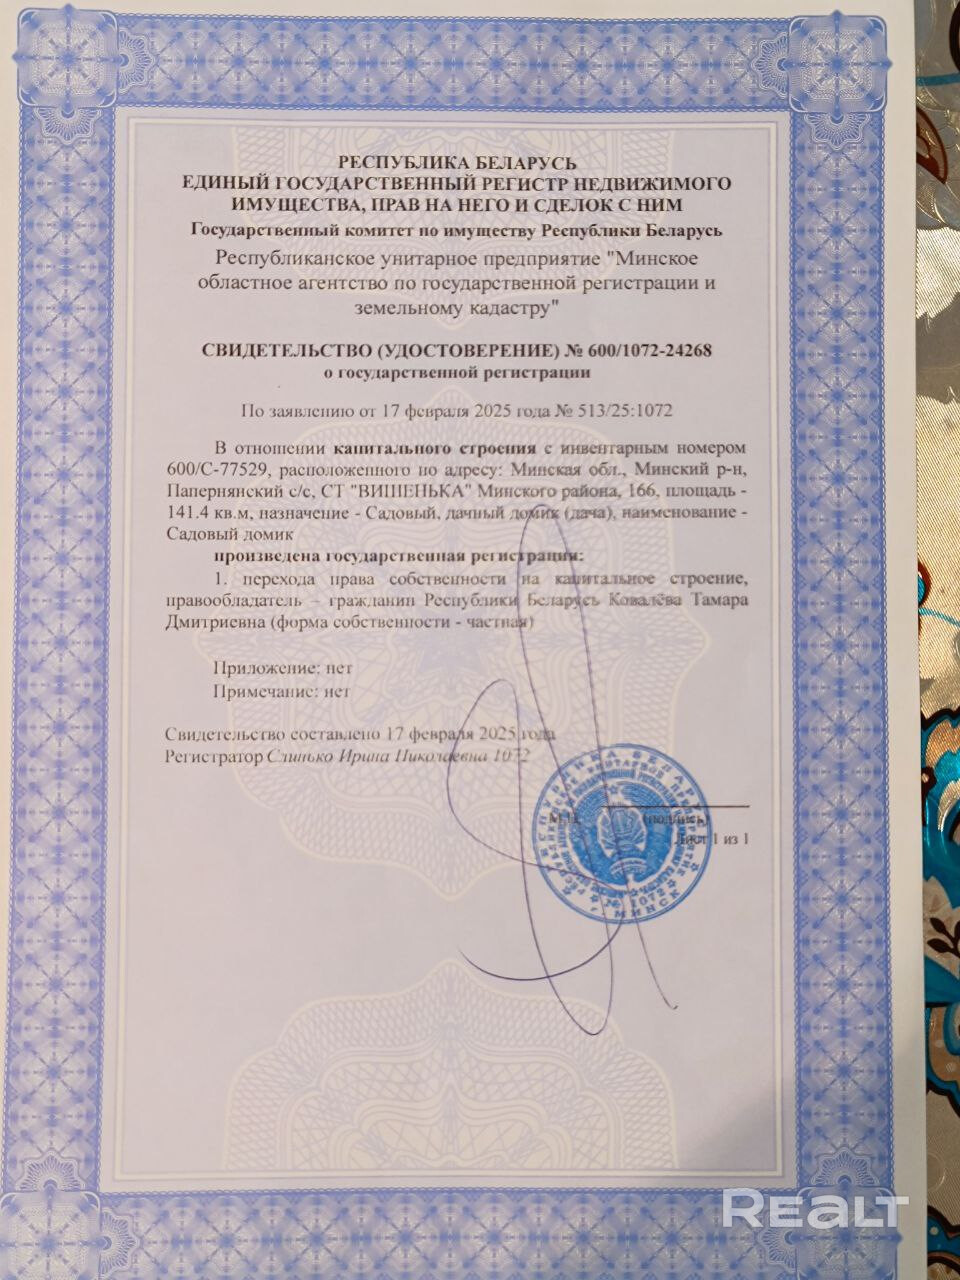 РЕСПУБЛИКА БЕЛАРУСЬ
ЕДИНЫЙ ГОСУДАРСТВЕННЫЙ РЕГИСТР НЕДВИЖИМОГО
ИМУЩЕСТВА, ПРАВ НА НЕГО И СДЕЛОК С НИМ
Государственный комитет по имуществу Республики Беларусь
Республиканское унитарное предприятие "Минское
областное агентство по государственной регистрации и
земельному кадастру"
СВИДЕТЕЛЬСТВО (УДОСТОВЕРЕНИЕ) № 600/1072-24268
о государственной регистрации
По заявлению от 17 февраля 2025 года № 513/25:1072
В отношении капитального строения с инвентарным номером
600/С-77529, расположенного по адресу: Минская обл., Минский р-н,
Папернянский с/с, СТ "ВИШЕНЬКА" Минского района, 166, площадь -
141.4 кв.м, назначение - Садовый, дачный домик (дача), наименование -
Садовый домик
произведена государственная регистрация:
1. перехода права собственности на капитальное строение,
правообладатель – гражданин Республики Беларусь Ковалёва Тамара
Дмитриевна (форма собственности - частная)
Приложение: нет
Примечание: нет
Свидетельство составлено 17 февраля 2025 года
Регистратор Слинько Ирина Николаевна 1072
М.П. (подпись)
Лист 1 из 1
РЕСПУБЛИКА БЕЛАРУСЬ
№ 1072
МИНСК
REALT